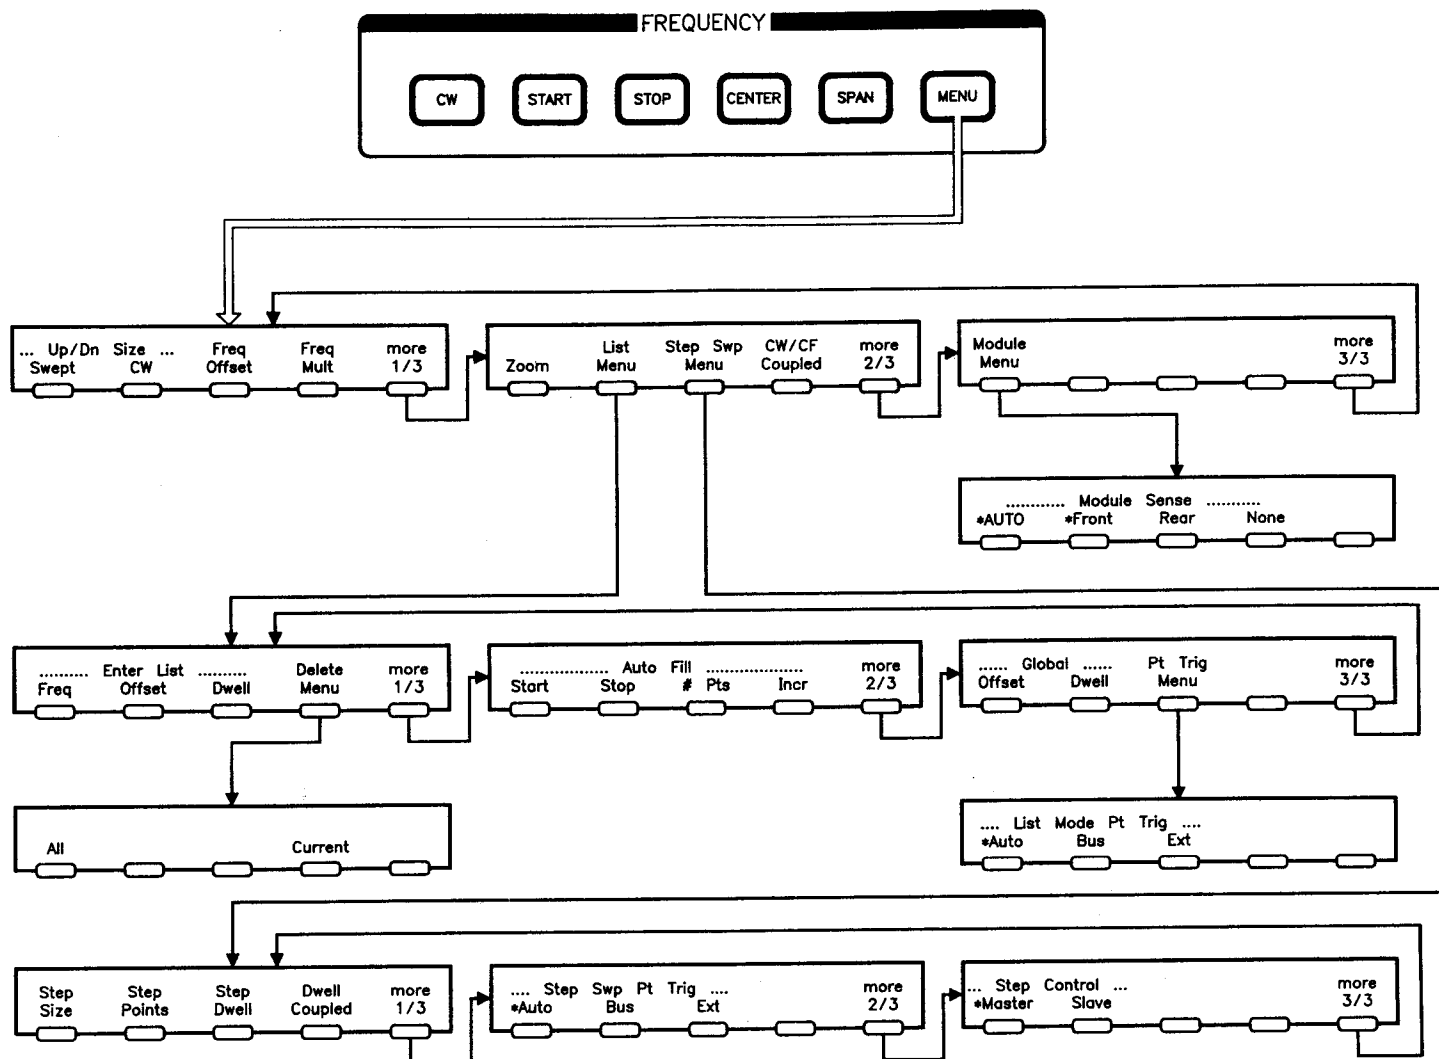 FREQUENCY
CW START STOP CENTER SPAN MENU
... Up/Dn Size ... Freq Freq more
Swept CW Offset Mult 1/3
List Step Swp CW/CF more
Zoom Menu Menu Coupled 2/3
Module more
Menu 3/3
............ Module Sense ...........
*AUTO *Front Rear None
.......... Enter List .......... Delete more
Freq Offset Dwell Menu 1/3
................. Auto Fill ...................
more
Start Stop # Pts Incr 2/3
...... Global ...... Pt Trig more
Offset Dwell Menu 3/3
All Current
.... List Mode Pt Trig ....
*Auto Bus Ext
Step Step Step Dwell more
Size Points Dwell Coupled 1/3
.... Step Swp Pt Trig .... more
*Auto Bus Ext 2/3
... Step Control ... more
*Master Slave 3/3